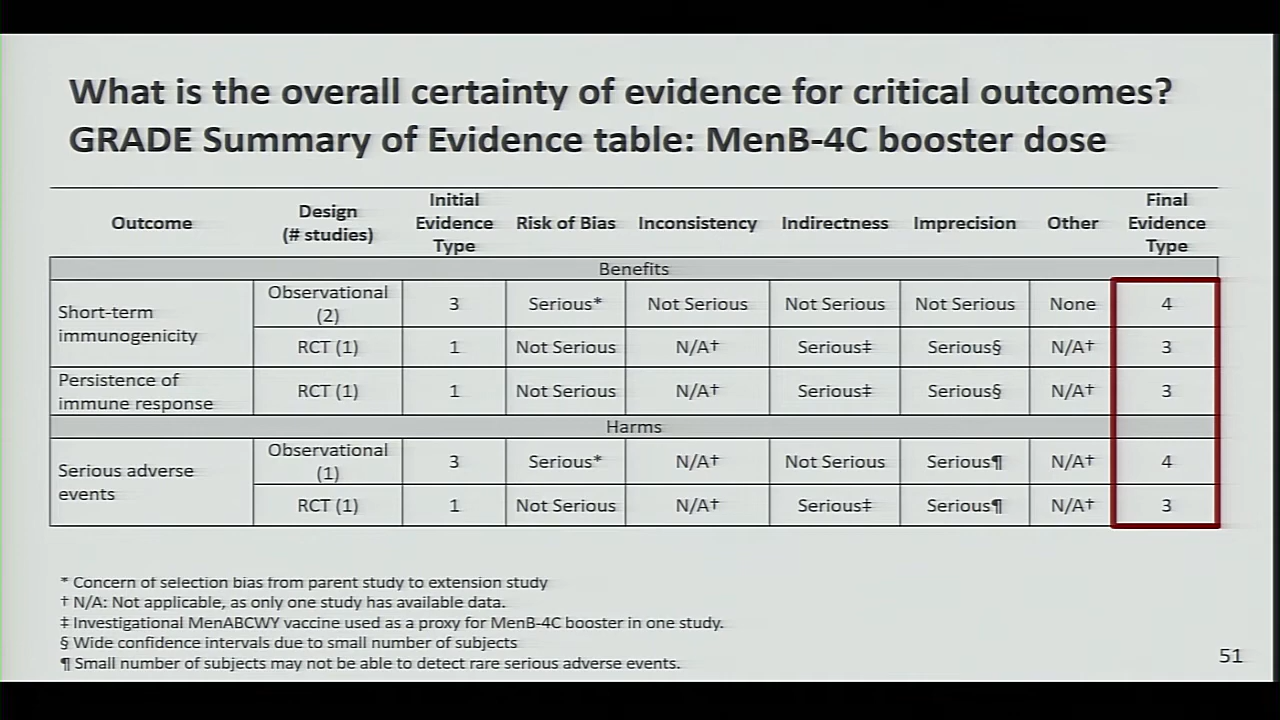 What is the overall certainty of evidence for critical outcomes?
GRADE Summary of Evidence table: MenB-4C booster dose
Outcome Design (# studies) Initial Evidence Type Risk of Bias Inconsistency Indirectness Imprecision Other Final Evidence Type
Benefits
Short-term immunogenicity Observational (2) 3 Serious* Not Serious Not Serious Not Serious None 4
RCT (1) 1 Not Serious N/A† Serious‡ Serious§ N/A† 3
Persistence of immune response RCT (1) 1 Not Serious N/A† Serious‡ Serious§ N/A† 3
Harms
Serious adverse events Observational (1) 3 Serious* N/A† Not Serious Serious¶ N/A† 4
RCT (1) 1 Not Serious N/A† Serious‡ Serious¶ N/A† 3
* Concern of selection bias from parent study to extension study
† N/A: Not applicable, as only one study has available data.
‡ Investigational MenABCWY vaccine used as a proxy for MenB-4C booster in one study.
§ Wide confidence intervals due to small number of subjects
¶ Small number of subjects may not be able to detect rare serious adverse events.
51